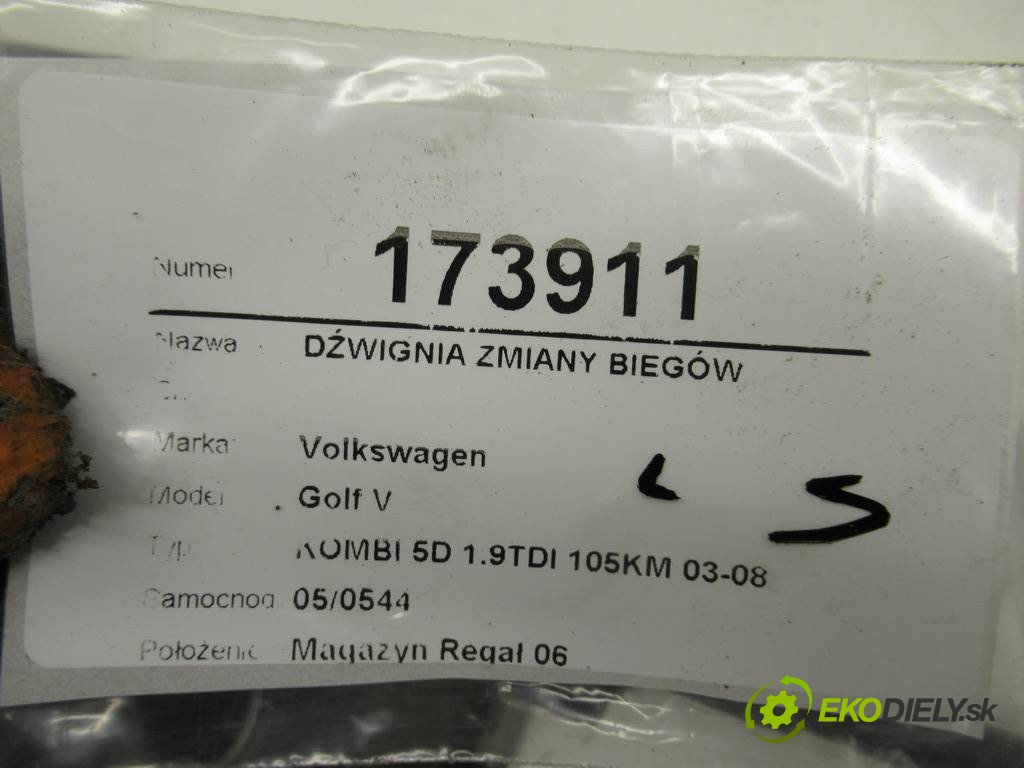 Numer 173911
Nazwa DŹWIGNIA ZMIANY BIEGÓW
Marka Volkswagen
Model Golf V
Typ KOMBI 5D 1.9TDI 105KM 03-08
Samochód 05/0544
Położenie Magazyn Regał 06
L S
EKODIELY.sk